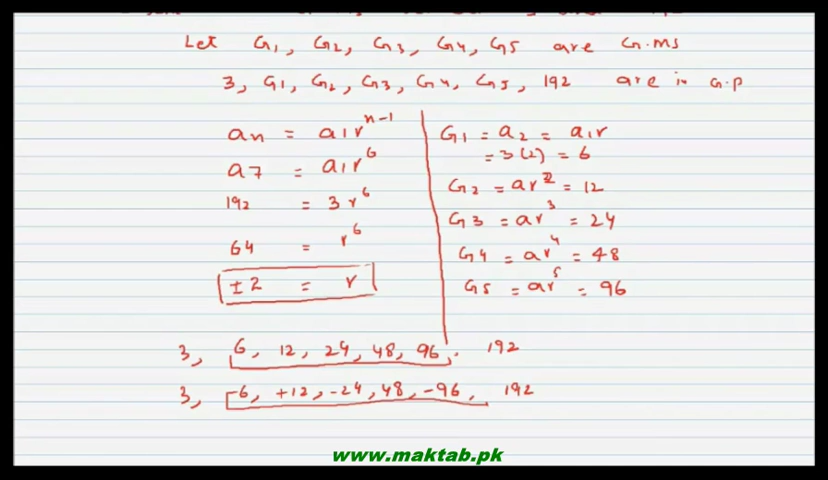 Let G1, G2, G3, G4, G5 are G.Ms
3, G1, G2, G3, G4, G5, 192 are in G.P
an = a1r^n-1
a7 = a1r^6
192 = 3r^6
64 = r^6
±2 = r
G1 = a2 = a1r
= 3(2) = 6
G2 = ar^2 = 12
G3 = ar^3 = 24
G4 = ar^4 = 48
G5 = ar^5 = 96
3, 6, 12, 24, 48, 96, 192
3, -6, +12, -24, 48, -96, 192
www.maktab.pk